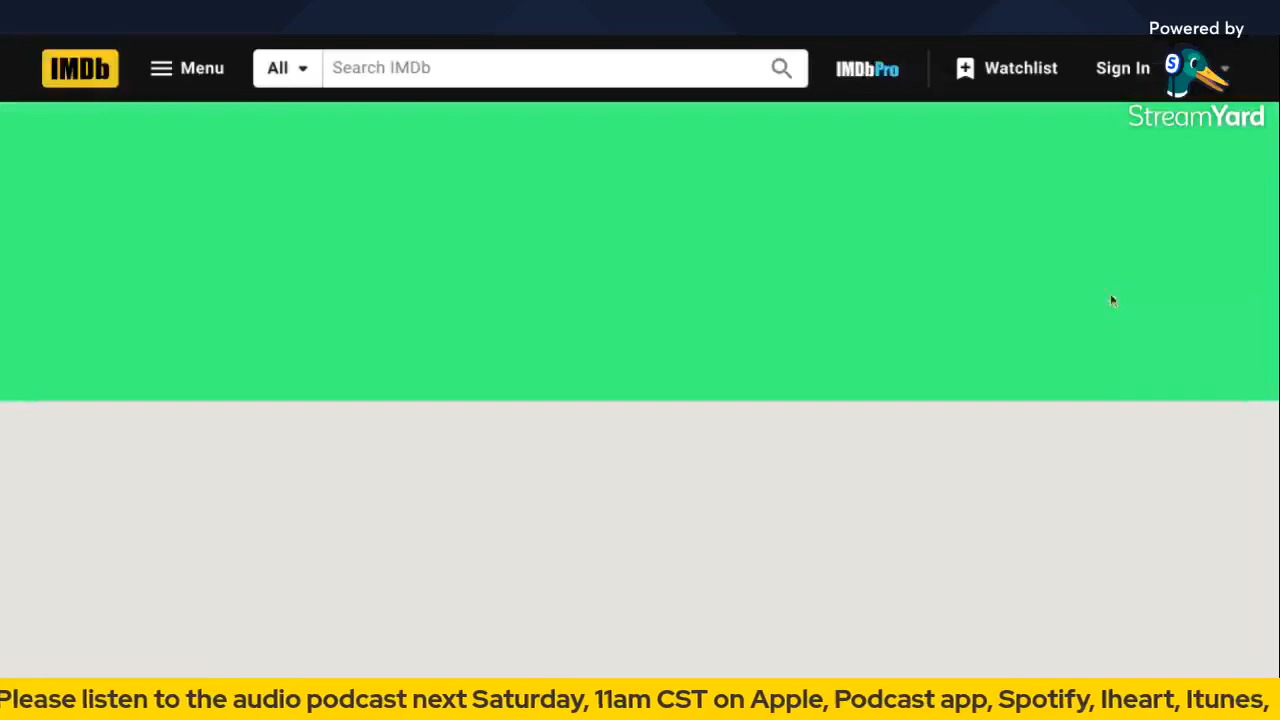 Powered by
IMDb Menu All Search IMDb IMDbPro Watchlist Sign In S
StreamYard
Please listen to the audio podcast next Saturday, 11am CST on Apple, Podcast app, Spotify, Iheart, Itunes,